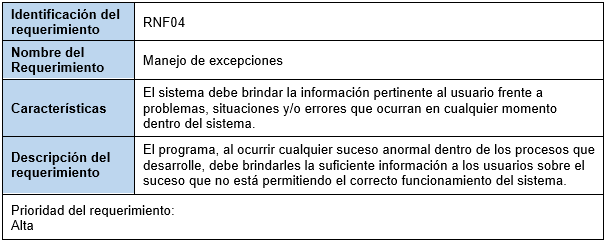 Identificación del
requerimiento
RNF04
Nombre del
Requerimiento
Manejo de excepciones
Características
El sistema debe brindar la información pertinente al usuario frente a
problemas, situaciones y/o errores que ocurran en cualquier momento
dentro del sistema.
Descripción del
requerimiento
El programa, al ocurrir cualquier suceso anormal dentro de los procesos que
desarrolle, debe brindarles la suficiente información a los usuarios sobre el
suceso que no está permitiendo el correcto funcionamiento del sistema.
Prioridad del requerimiento:
Alta